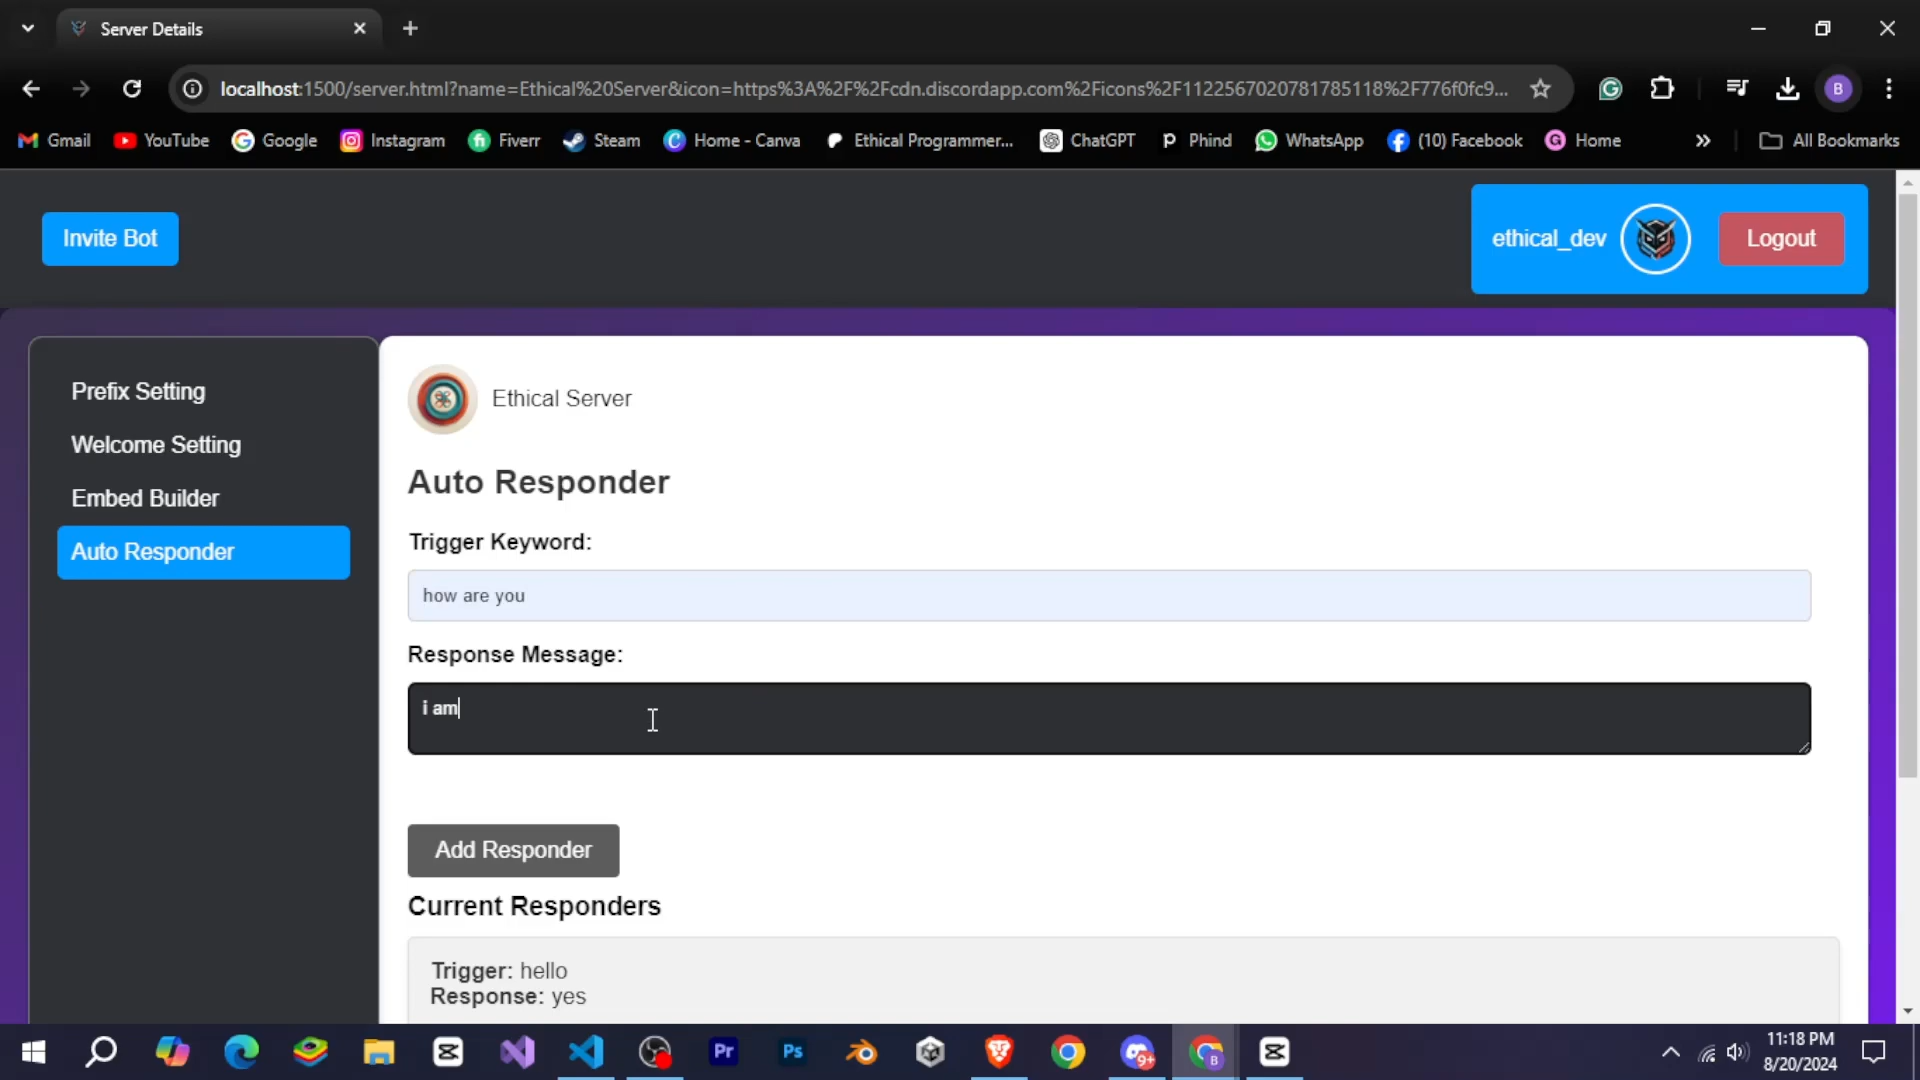 Server Details
localhost:1500/server.html?name=Ethical%20Server&icon=https%3A%2F%2Fcdn.discordapp.com%2Ficons%2F1122567020781785118%2F776f0fc9...
B
Gmail YouTube Google Instagram Fiverr Steam Home - Canva Ethical Programmer... ChatGPT Phind WhatsApp (10) Facebook Home » All Bookmarks
Invite Bot
ethical_dev
Logout
Prefix Setting
Welcome Setting
Embed Builder
Auto Responder
Ethical Server
Auto Responder
Trigger Keyword:
how are you
Response Message:
i am
Add Responder
Current Responders
Trigger: hello
Response: yes
Pr
Ps
9+
B
11:18 PM
8/20/2024